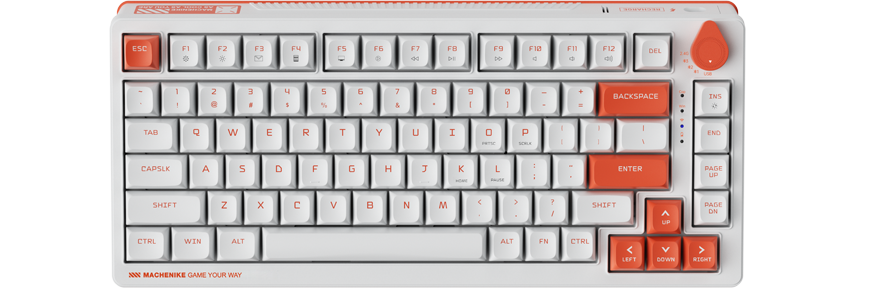 ESC F1 F2 F3 F4 F5 F6 F7 F8 F9 F10 F11 F12 DEL
~ 1 ! 2 @ 3 # 4 $ 5 % 6 ^ 7 & 8 * 9 ( 0 ) - + = BACKSPACE INS
TAB Q W E R T Y U I O PRTSC P SCRLK \ END
CAPSLK A S D F G H J K HOME L PAUSE : ; ENTER PAGE UP
SHIFT Z X C V B N M < , > . ? / SHIFT UP PAGE DN
CTRL WIN ALT ALT FN CTRL LEFT DOWN RIGHT
MACHENIKE GAME YOUR WAY